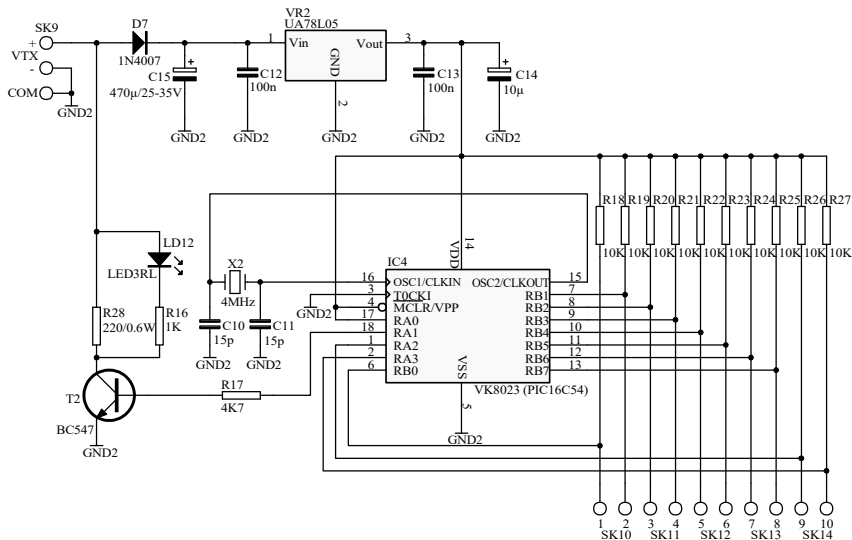 SK9
+
VTX
-
COM
GND2
D7
1N4007
C15
470µ/25-35V
GND2
C12
100n
GND2
VR2
UA78L05
1
Vin
Vout
3
GND
2
GND2
C13
100n
GND2
C14
10µ
GND2
R18
R19
R20
R21
R22
R23
R24
R25
R26
R27
10K
10K
10K
10K
10K
10K
10K
10K
10K
10K
LD12
LED3RL
R28
220/0.6W
R16
1K
X2
4MHz
C10
15p
GND2
C11
15p
GND2
GND2
IC4
14
VDD
16
OSC1/CLKIN
3
T0CKI
4
MCLR/VPP
17
RA0
18
RA1
1
RA2
2
RA3
6
RB0
OSC2/CLKOUT
15
RB1
7
RB2
8
RB3
9
RB4
10
RB5
11
RB6
12
RB7
13
VSS
5
VK8023 (PIC16C54)
GND2
T2
BC547
GND2
R17
4K7
1
2
3
4
5
6
7
8
9
10
SK10
SK11
SK12
SK13
SK14